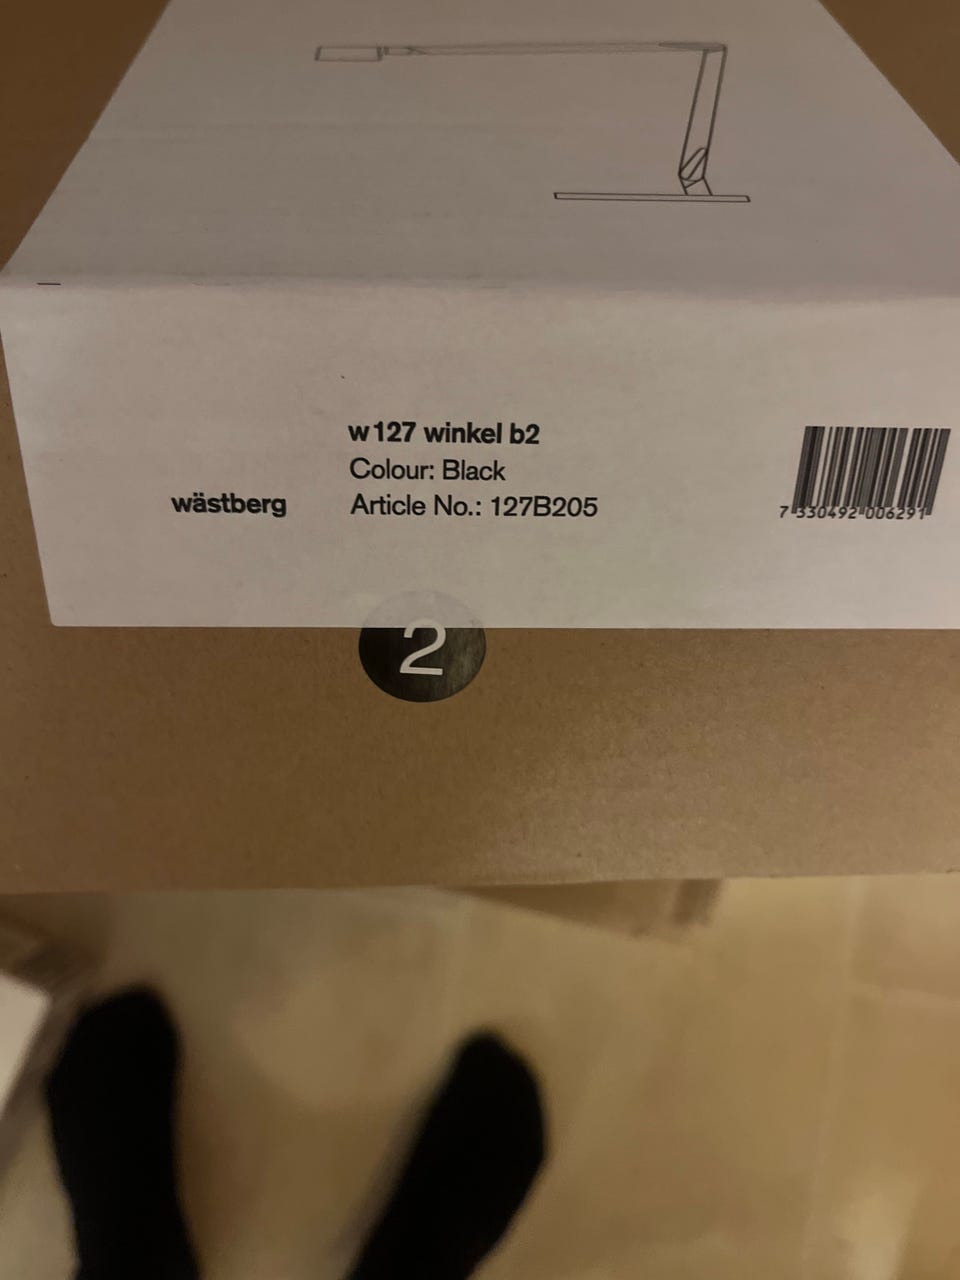 w127 winkel b2
Colour: Black
wästberg
Article No.: 127B205
7 330492 006291
2